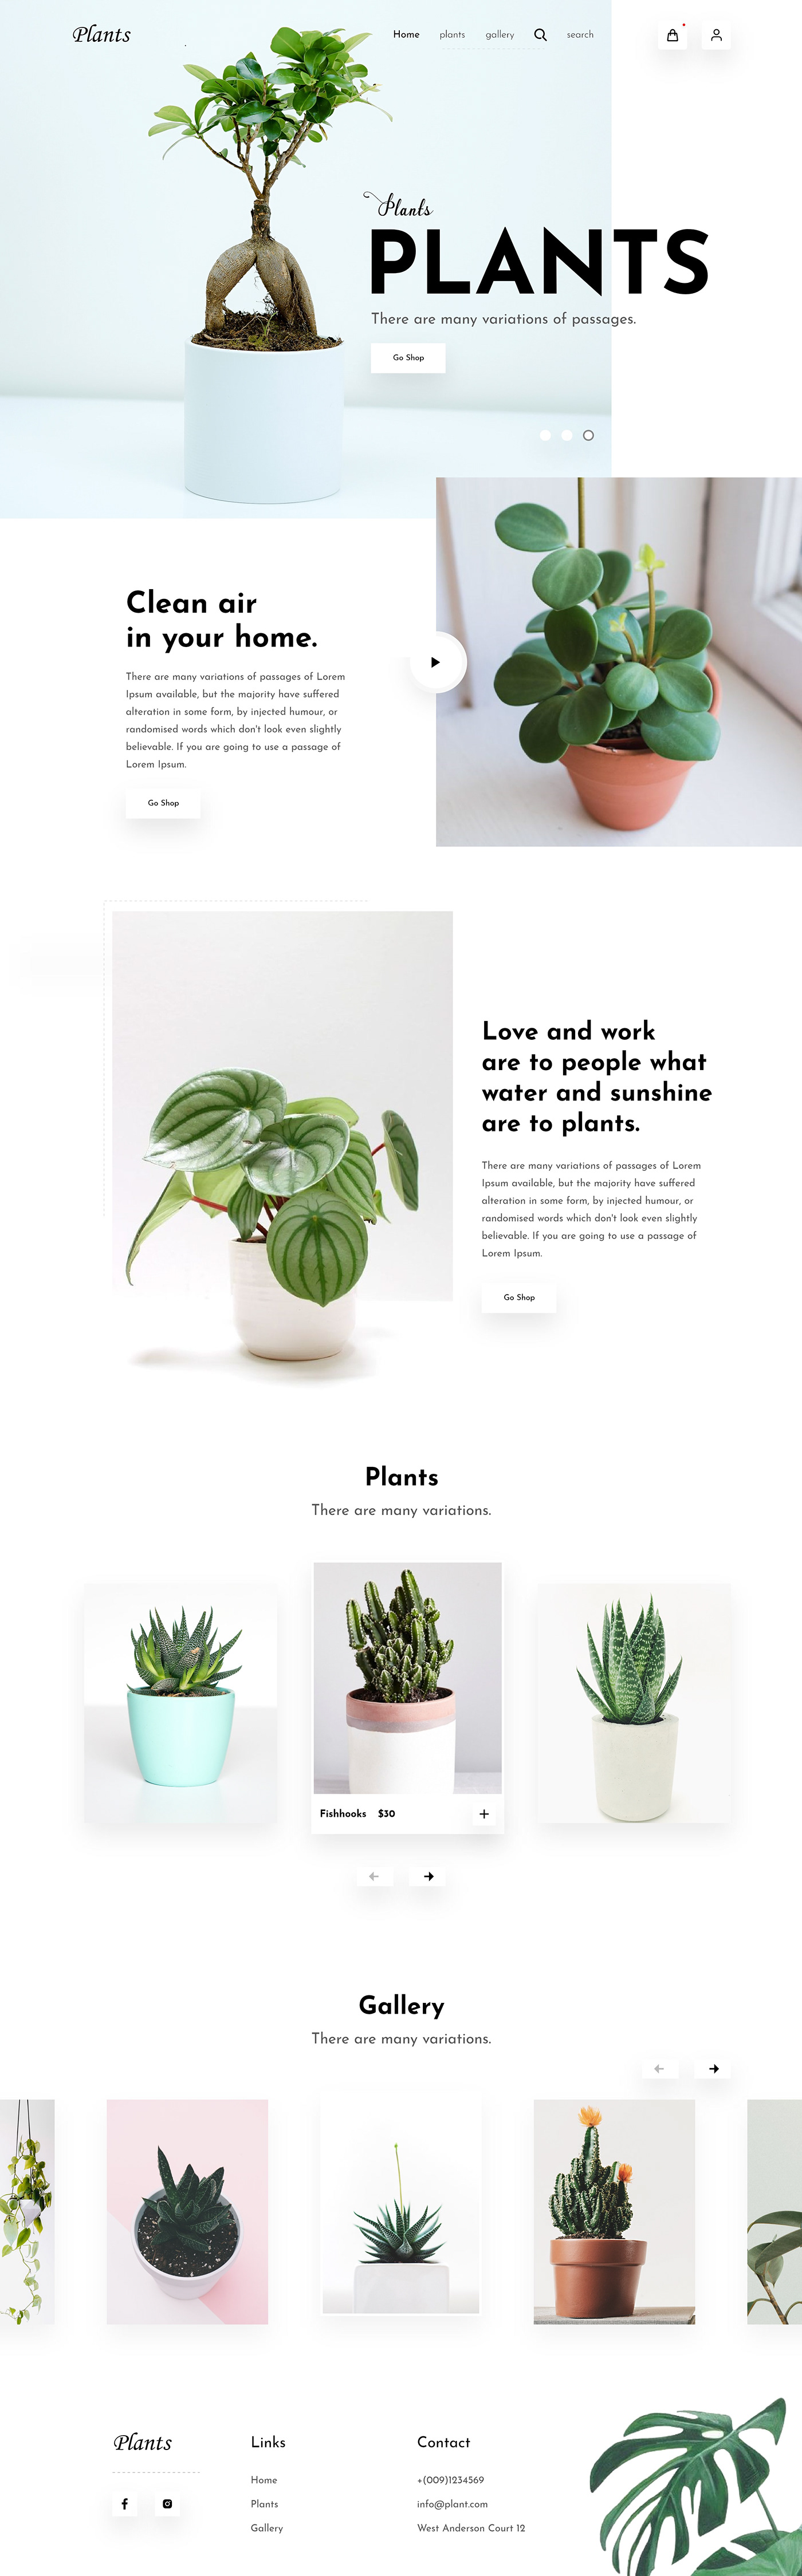 Plants
Home
plants
gallery
search
Plants
PLANTS
There are many variations of passages.
Go Shop
Clean air
in your home.
There are many variations of passages of Lorem
Ipsum available, but the majority have suffered
alteration in some form, by injected humour, or
randomised words which don't look even slightly
believable. If you are going to use a passage of
Lorem Ipsum.
Go Shop
Love and work
are to people what
water and sunshine
are to plants.
There are many variations of passages of Lorem
Ipsum available, but the majority have suffered
alteration in some form, by injected humour, or
randomised words which don't look even slightly
believable. If you are going to use a passage of
Lorem Ipsum.
Go Shop
Plants
There are many variations.
Fishhooks $30
Gallery
There are many variations.
Plants
Links
Home
Plants
Gallery
Contact
+(009)1234569
info@plant.com
West Anderson Court 12